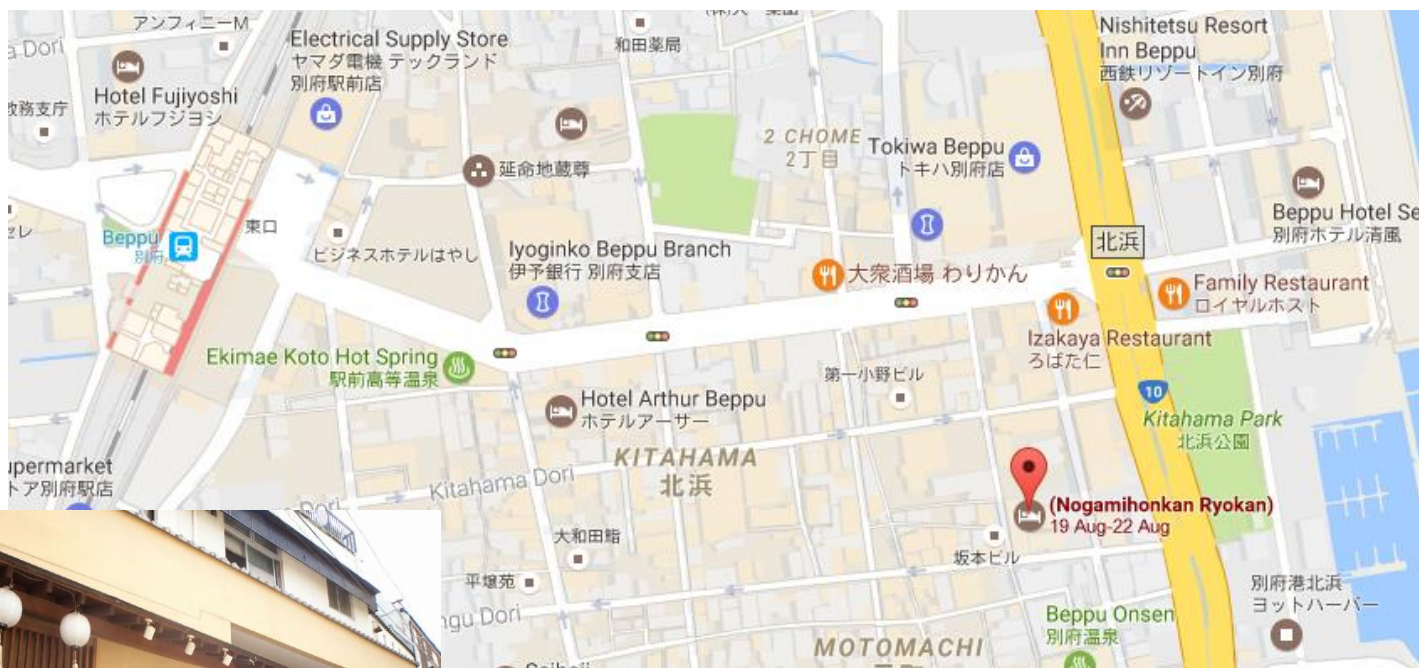 アンフィニーM
Electrical Supply Store
ヤマダ電機 テックランド
別府駅前店
和田薬局
Nishitetsu Resort
Inn Beppu
西鉄リゾートイン別府
Dori
Hotel Fujiyoshi
ホテルフジヨシ
2 CHOME
2丁目
Tokiwa Beppu
トキハ別府店
延命地蔵尊
Beppu Hotel Se
別府ホテル清風
Beppu
別府
東口
ビジネスホテルはやし
Iyoginko Beppu Branch
伊予銀行 別府支店
北浜
大衆酒場 わりかん
Family Restaurant
ロイヤルホスト
Izakaya Restaurant
ろばた仁
Ekimae Koto Hot Spring
駅前高等温泉
第一小野ビル
Hotel Arthur Beppu
ホテルアーサー
10
Kitahama Park
北浜公園
KITAHAMA
北浜
upermarket
トア別府駅店
Kitahama Dori
Dori
(Nogamihonkan Ryokan)
19 Aug-22 Aug
大和田鮨
坂本ビル
平壌苑
別府港北浜
ヨットハーバー
ngu Dori
Beppu Onsen
別府温泉
MOTOMACHI